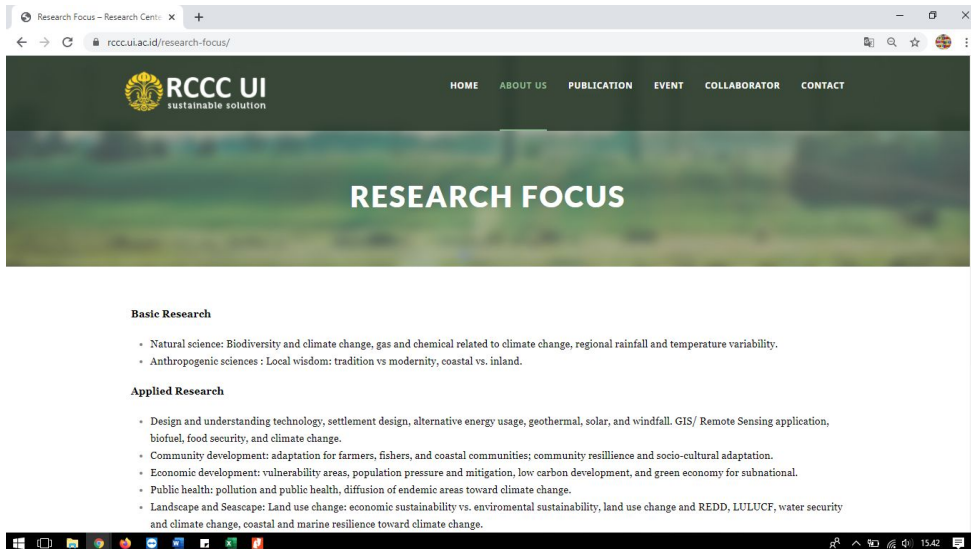 Research Focus – Research Cente
rccc.ui.ac.id/research-focus/
RCCC UI
sustainable solution
HOME ABOUT US PUBLICATION EVENT COLLABORATOR CONTACT
RESEARCH FOCUS
Basic Research
Natural science: Biodiversity and climate change, gas and chemical related to climate change, regional rainfall and temperature variability.
Anthropogenic sciences : Local wisdom: tradition vs modernity, coastal vs. inland.
Applied Research
Design and understanding technology, settlement design, alternative energy usage, geothermal, solar, and windfall. GIS/ Remote Sensing application,
biofuel, food security, and climate change.
Community development: adaptation for farmers, fishers, and coastal communities; community resillience and socio-cultural adaptation.
Economic development: vulnerability areas, population pressure and mitigation, low carbon development, and green economy for subnational.
Public health: pollution and public health, diffusion of endemic areas toward climate change.
Landscape and Seascape: Land use change: economic sustainability vs. enviromental sustainability, land use change and REDD, LULUCF, water security
and climate change, coastal and marine resilience toward climate change.
15.42